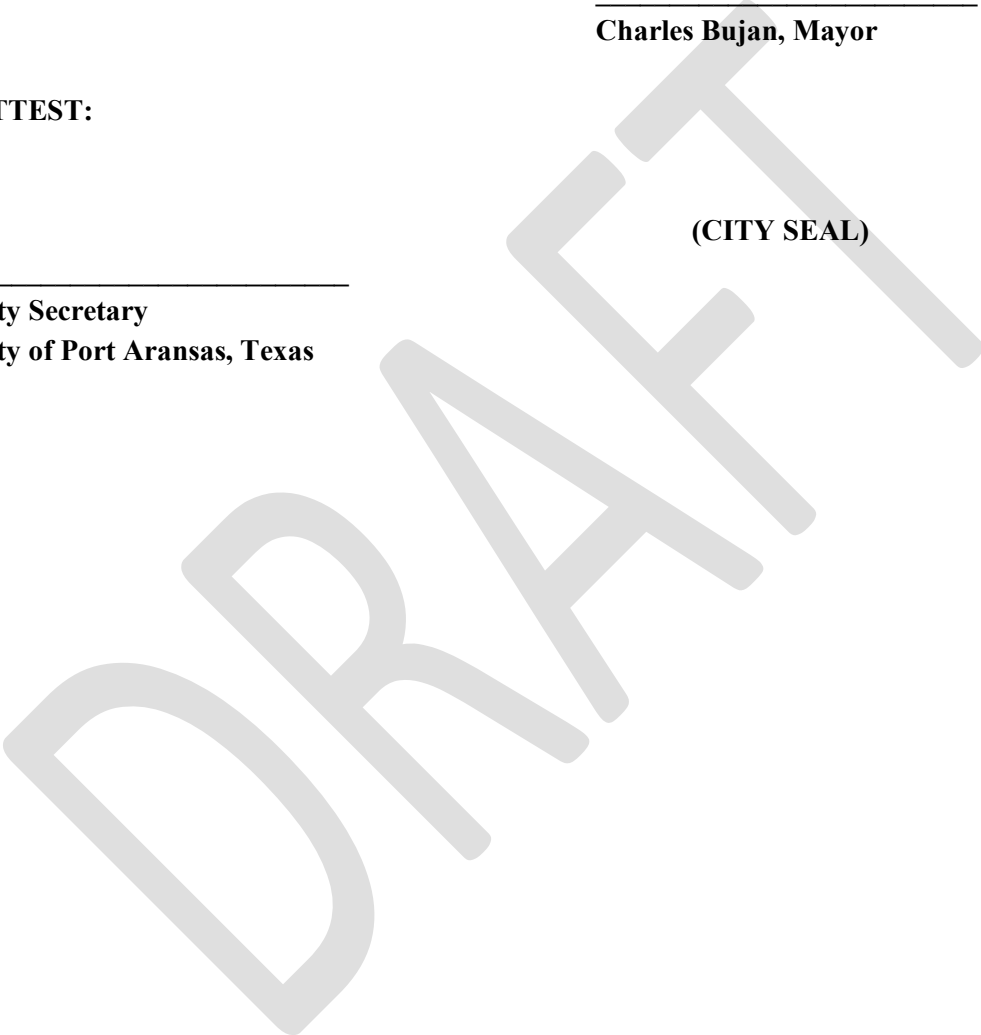 Charles Bujan, Mayor
TTEST:
(CITY SEAL)
ty Secretary
ty of Port Aransas, Texas
DRAFT